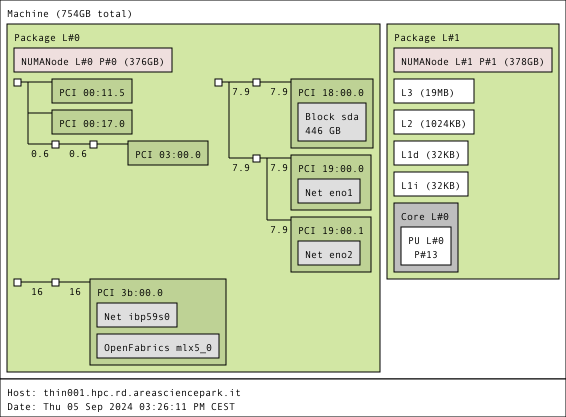 Machine (754GB total)
Package L#0
NUMANode L#0 P#0 (376GB)
PCI 00:11.5
PCI 00:17.0
0.6
0.6
PCI 03:00.0
7.9
7.9
PCI 18:00.0
Block sda
446 GB
7.9
7.9
PCI 19:00.0
Net eno1
7.9
PCI 19:00.1
Net eno2
16
16
PCI 3b:00.0
Net ibp59s0
OpenFabrics mlx5_0
Package L#1
NUMANode L#1 P#1 (378GB)
L3 (19MB)
L2 (1024KB)
L1d (32KB)
L1i (32KB)
Core L#0
PU L#0
P#13
Host: thin001.hpc.rd.areasciencepark.it
Date: Thu 05 Sep 2024 03:26:11 PM CEST